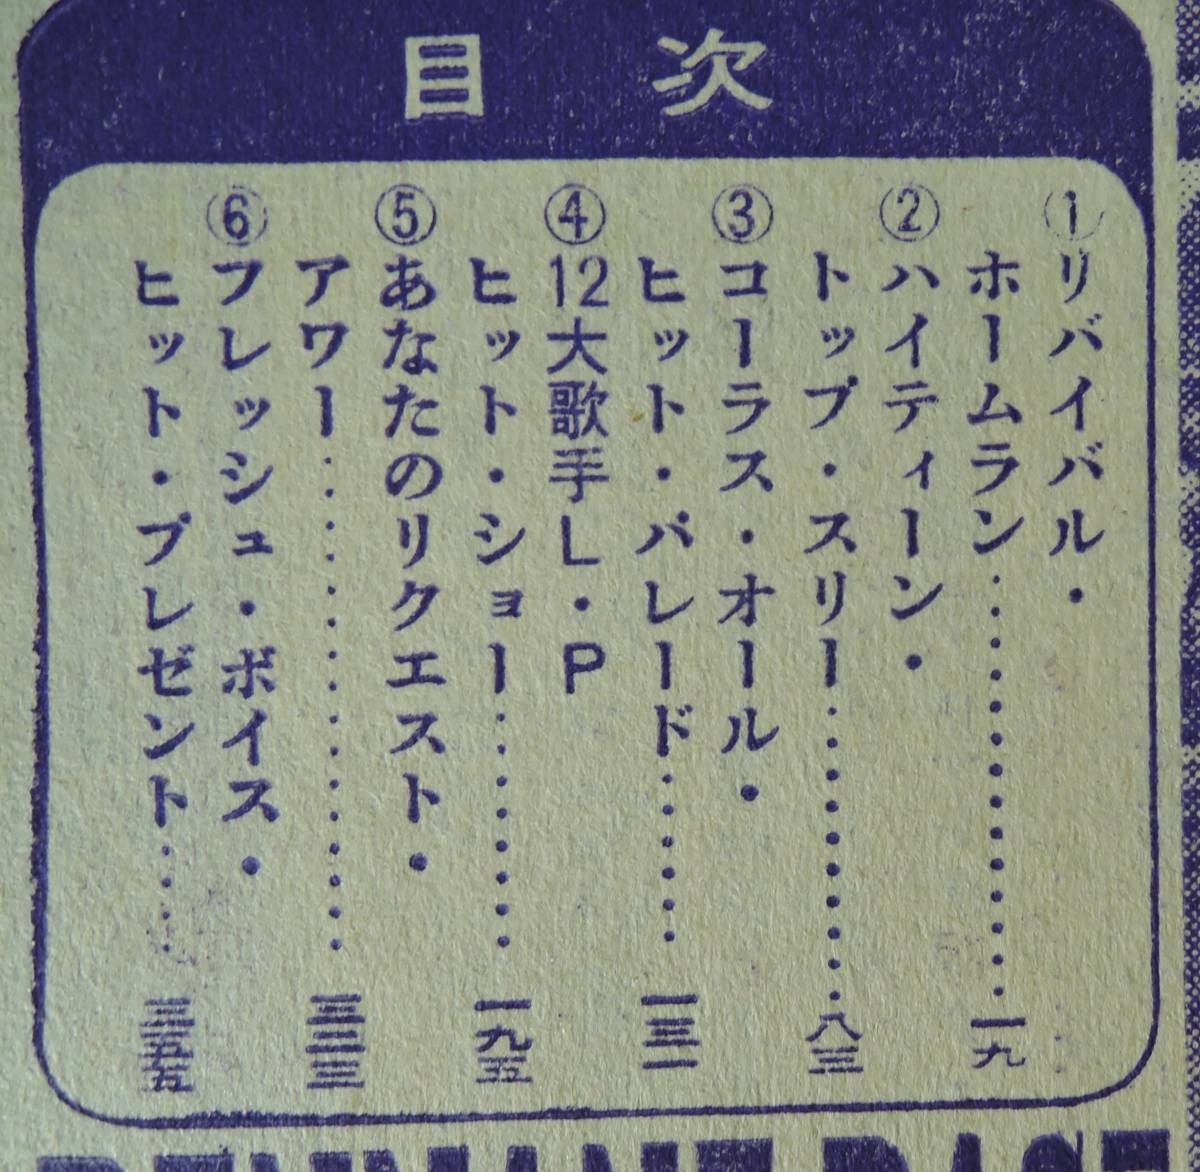 目次
①リバイバル・
ホームラン……………一九
②ハイティーン・
トップ・スリー…………八三
③コーラス・オール・
ヒット・パレード………一三一
④12大歌手L・P
ヒット・ショー…………一九五
⑤あなたのリクエスト・
アワー……………
⑥フレッシュ・ボイス・
ヒット・プレゼント……三五五